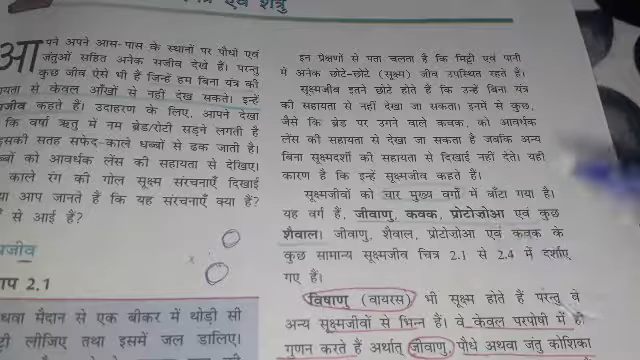 एवं शत्रु
आपने अपने आस-पास के स्थानों पर पौधों एवं
जंतुओं सहित अनेक सजीव देखे हैं। परन्तु
कुछ जीव ऐसे भी हैं जिन्हें हम बिना यंत्र की
से केवल आँखों से नहीं देख सकते। इन्हें
कहते हैं। उदाहरण के लिए, आपने देखा
कि वर्षा ऋतु में नम ब्रेड/रोटी सड़ने लगती है
सतह सफेद-काले धब्बों से ढक जाती है।
को आवर्धक लेंस की सहायता से देखिए।
काले रंग की गोल सूक्ष्म संरचनाएँ दिखाई
आप जानते हैं कि यह संरचनाएँ क्या हैं?
से आई हैं?
2.1
मैदान से एक बीकर में थोड़ी सी
लीजिए तथा इसमें जल डालिए।
इन प्रेक्षणों से पता चलता है कि मिट्टी एवं पानी
में अनेक छोटे-छोटे (सूक्ष्म) जीव उपस्थित रहते हैं।
सूक्ष्मजीव इतने छोटे होते हैं कि उन्हें बिना यंत्र
की सहायता से नहीं देखा जा सकता। इनमें से कुछ,
जैसे कि ब्रेड पर उगने वाले कवक, को आवर्धक
लेंस की सहायता से देखा जा सकता है जबकि अन्य
बिना सूक्ष्मदर्शी की सहायता से दिखाई नहीं देते। यही
कारण है कि इन्हें सूक्ष्मजीव कहते हैं।
सूक्ष्मजीवों को चार मुख्य वर्गों में बाँटा गया है।
यह वर्ग हैं, जीवाणु, कवक, प्रोटोजोआ एवं कुछ
शैवाल। जीवाणु, शैवाल, प्रोटोजोआ एवं कवक के
कुछ सामान्य सूक्ष्मजीव चित्र 2.1 से 2.4 में दर्शाए
गए हैं।
विषाणु (वायरस) भी सूक्ष्म होते हैं परन्तु वे
अन्य सूक्ष्मजीवों से भिन्न हैं। वे केवल परपोषी में ही
गुणन करते हैं अर्थात् जीवाणु, पौधे अथवा जंतु कोशिका